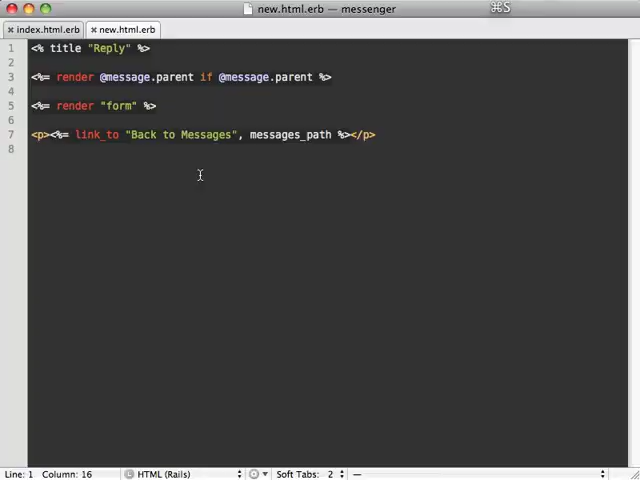 new.html.erb — messenger
⌘S
index.html.erb
new.html.erb
1 <% title "Reply" %>
2
3 <%= render @message.parent if @message.parent %>
4
5 <%= render "form" %>
6
7 <p><%= link_to "Back to Messages", messages_path %></p>
8
Line: 1 Column: 16 HTML (Rails) Soft Tabs: 2 —